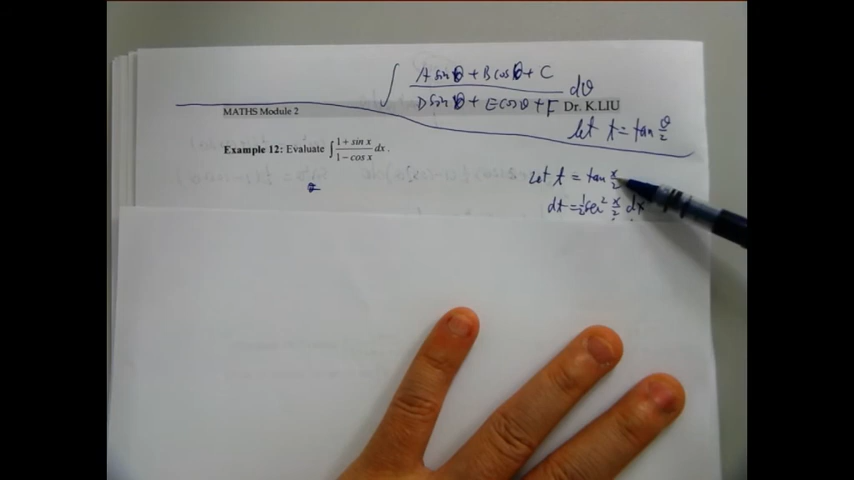 ∫ (A sin θ + B cos θ + C) / (D sin θ + E cos θ + F) dθ
MATHS Module 2 Dr. K.LIU
let t = tan θ/2
Example 12: Evaluate ∫ (1 + sin x)/(1 − cos x) dx .
Let t = tan x/2
dt = 1/2 sec² x/2 dx